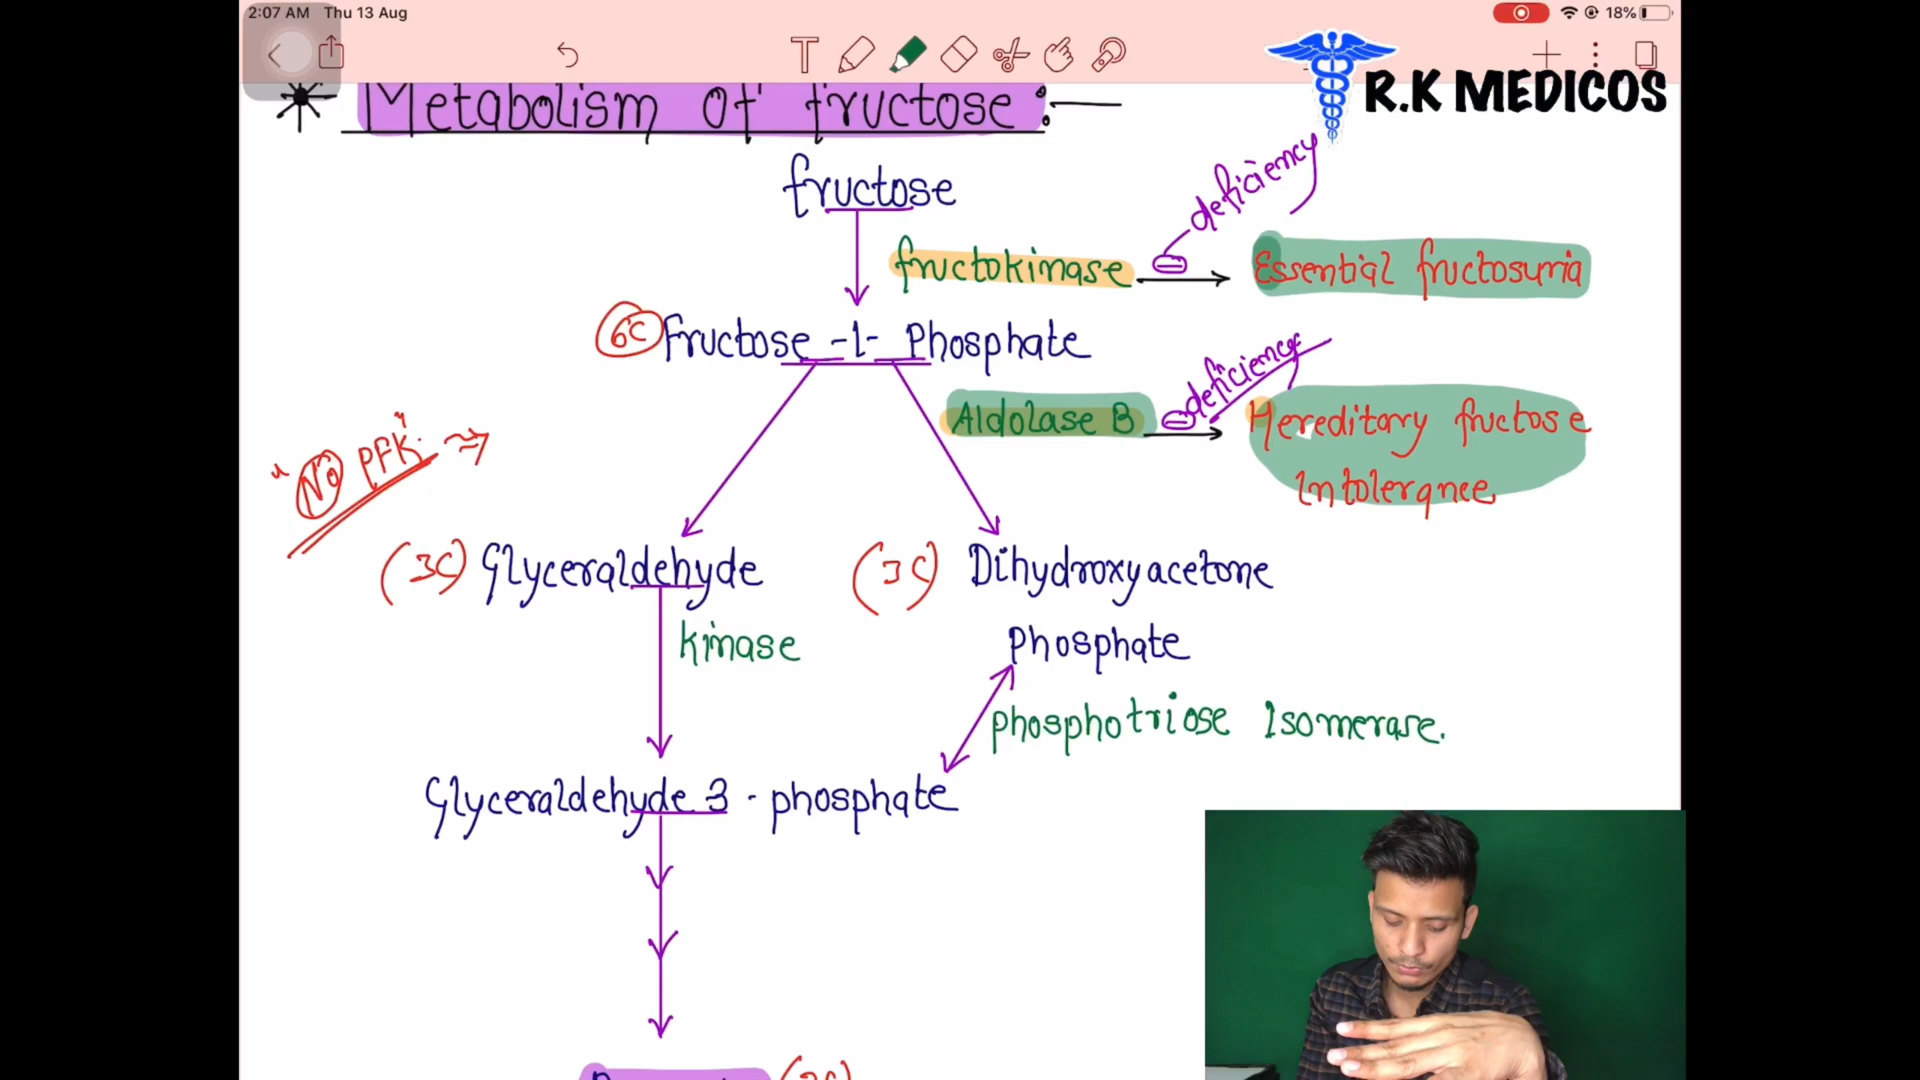 2:07 AM Thu 13 Aug
18%
T
R.K MEDICOS
Metabolism of fructose:-
fructose
deficiency
fructokinase
Essential fructosuria
6C Fructose -1- Phosphate
deficiency
Aldolase B
Hereditary fructose
Intolerance
"No PFK"
(3C) Glyceraldehyde
(3C) Dihydroxyacetone
Phosphate
kinase
phosphotriose Isomerase.
Glyceraldehyde 3 - phosphate